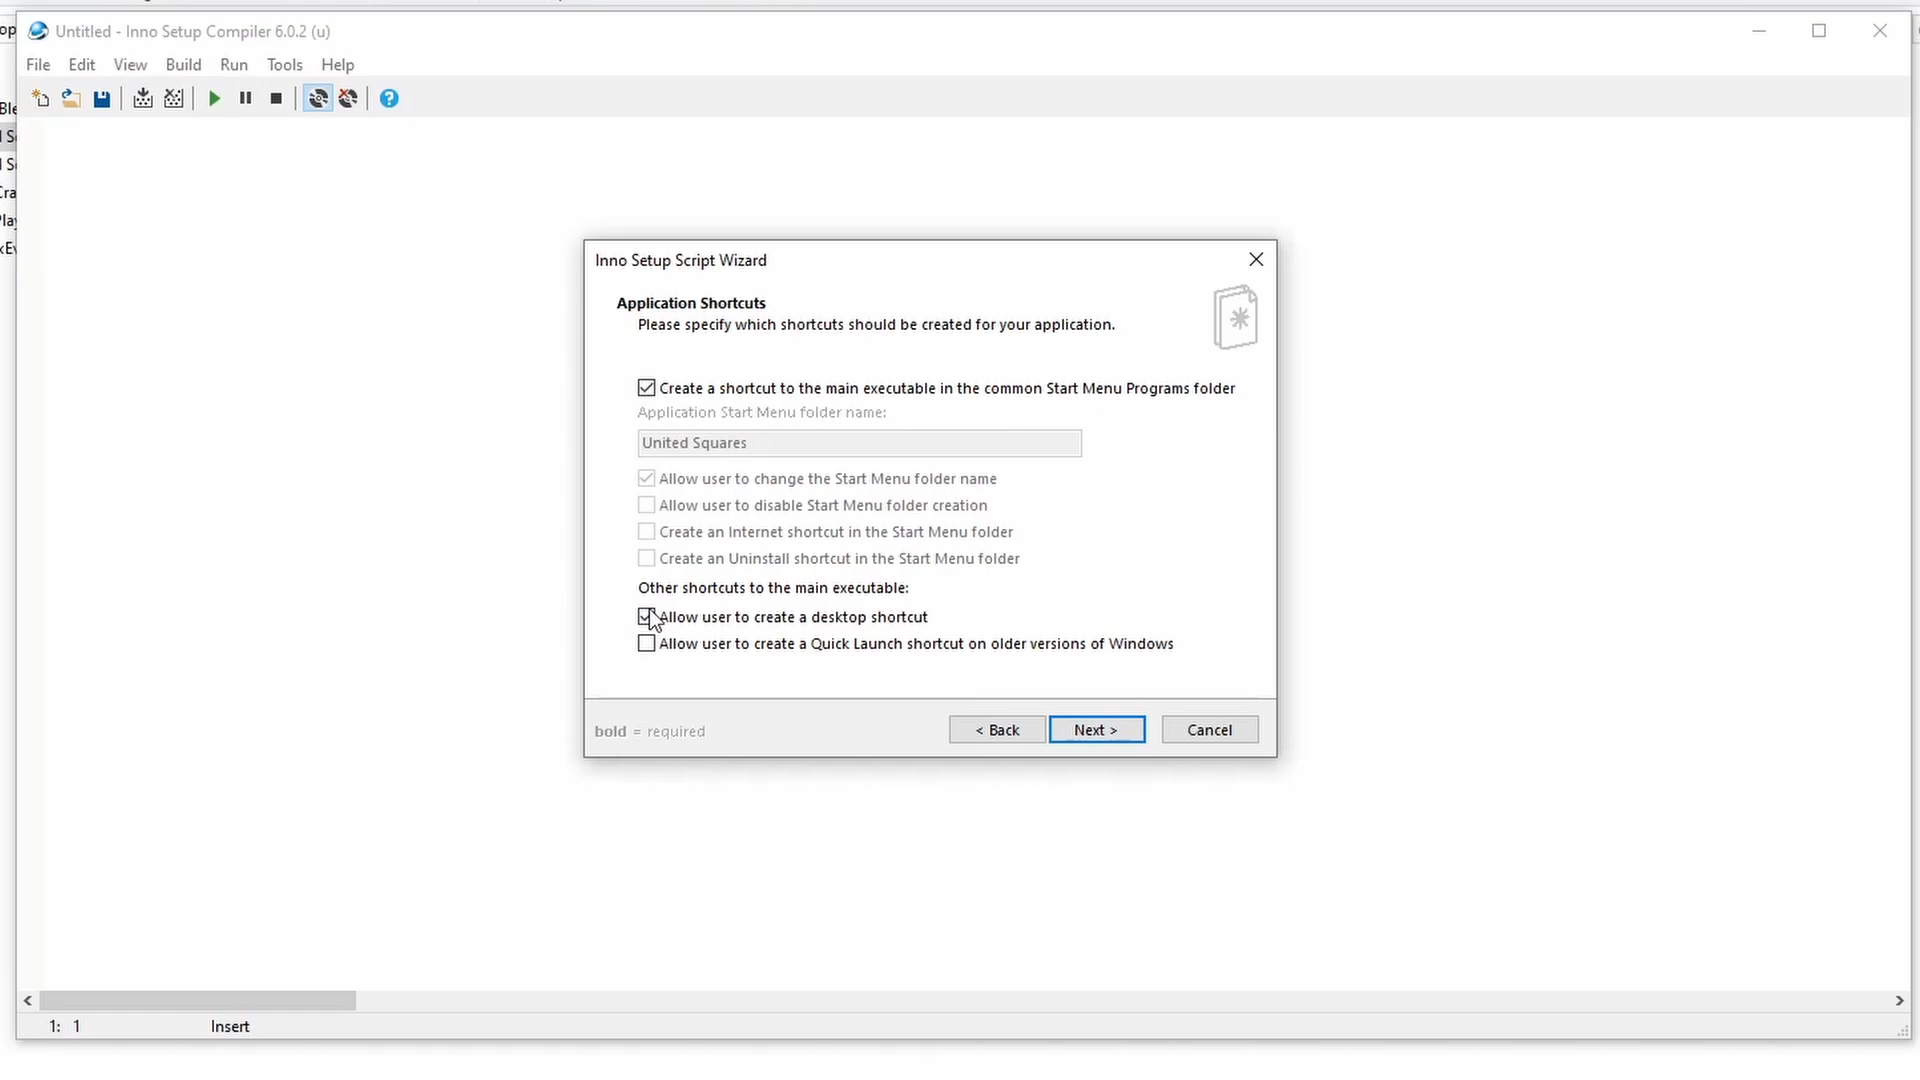 Untitled - Inno Setup Compiler 6.0.2 (u)
File Edit View Build Run Tools Help
Inno Setup Script Wizard
Application Shortcuts
Please specify which shortcuts should be created for your application.
Create a shortcut to the main executable in the common Start Menu Programs folder
Application Start Menu folder name:
United Squares
Allow user to change the Start Menu folder name
Allow user to disable Start Menu folder creation
Create an Internet shortcut in the Start Menu folder
Create an Uninstall shortcut in the Start Menu folder
Other shortcuts to the main executable:
Allow user to create a desktop shortcut
Allow user to create a Quick Launch shortcut on older versions of Windows
bold = required
< Back Next > Cancel
1: 1 Insert